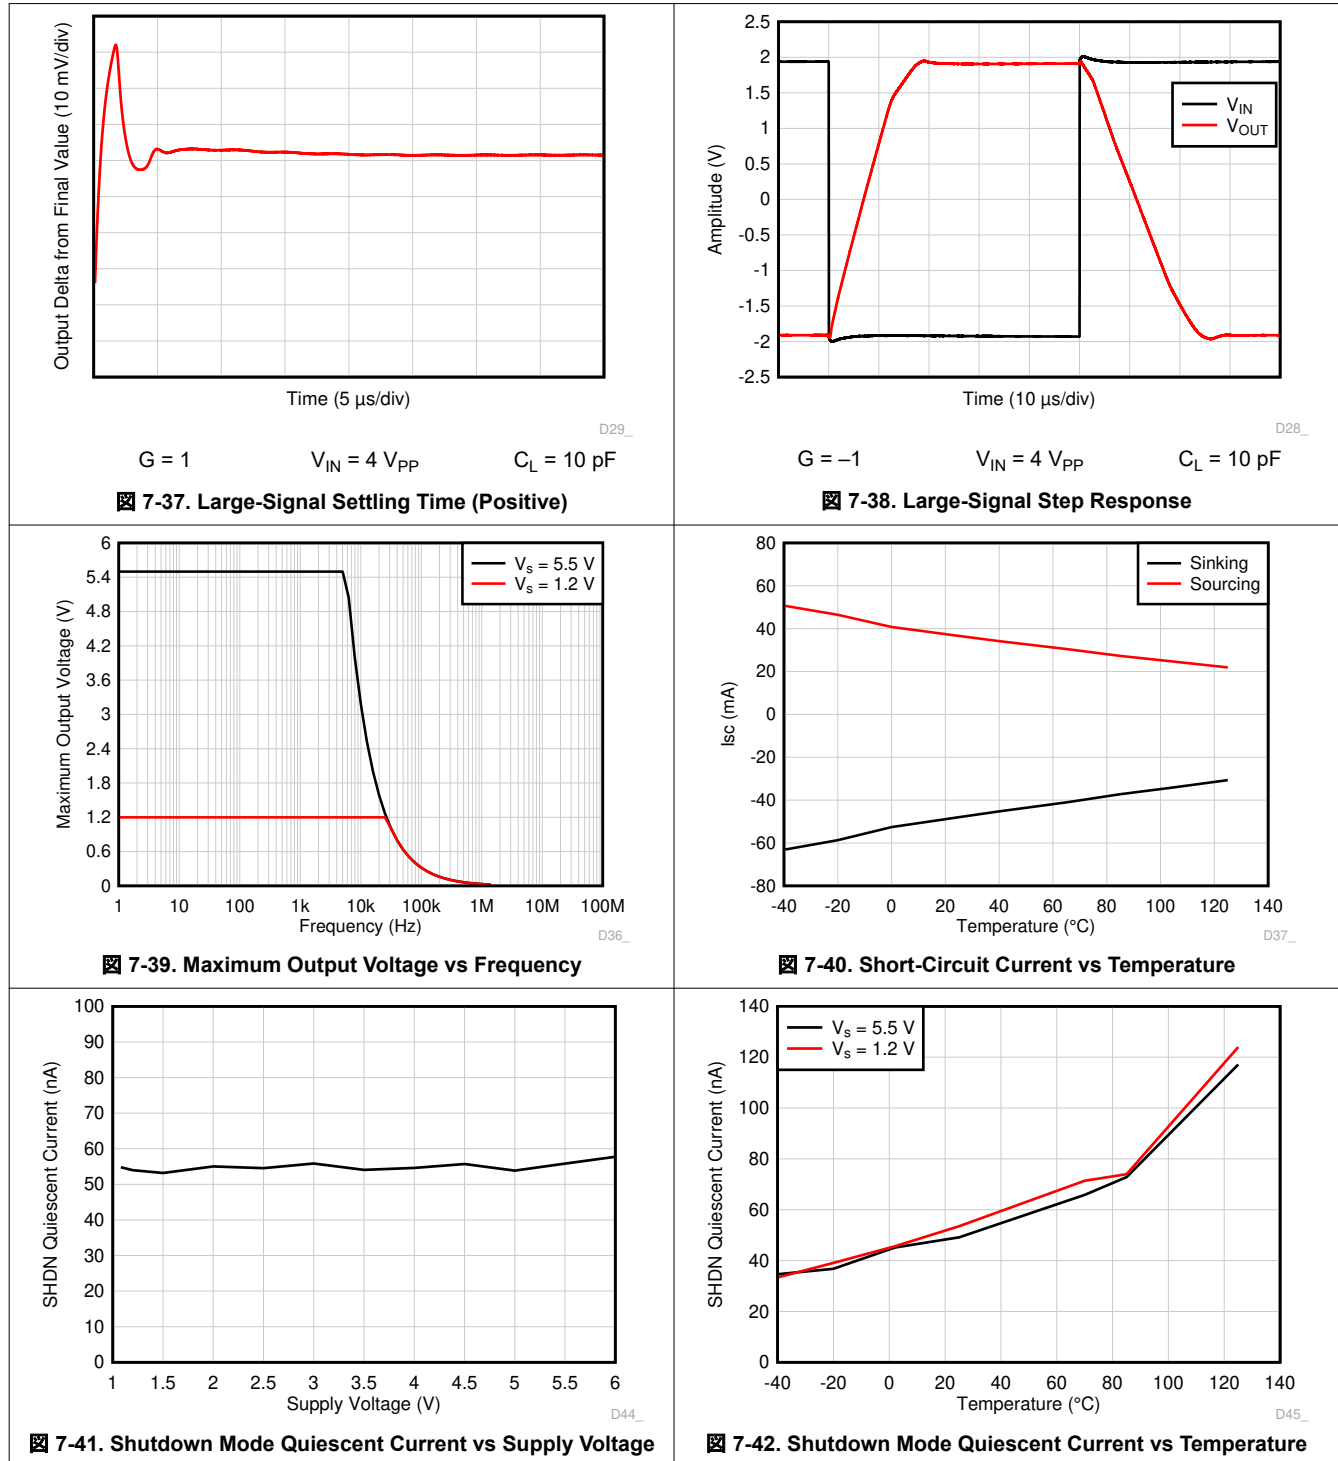 Output Delta from Final Value (10 mV/div)
Time (5 µs/div)
D29_
G = 1 V_IN = 4 V_PP C_L = 10 pF
図 7-37. Large-Signal Settling Time (Positive)
2.5
2
1.5
1
0.5
0
-0.5
-1
-1.5
-2
-2.5
Amplitude (V)
V_IN
V_OUT
Time (10 µs/div)
D28_
G = –1 V_IN = 4 V_PP C_L = 10 pF
図 7-38. Large-Signal Step Response
6
5.4
4.8
4.2
3.6
3
2.4
1.8
1.2
0.6
0
Maximum Output Voltage (V)
V_s = 5.5 V
V_s = 1.2 V
1 10 100 1k 10k 100k 1M 10M 100M
Frequency (Hz)
D36_
図 7-39. Maximum Output Voltage vs Frequency
80
60
40
20
0
-20
-40
-60
-80
Isc (mA)
Sinking
Sourcing
-40 -20 0 20 40 60 80 100 120 140
Temperature (°C)
D37_
図 7-40. Short-Circuit Current vs Temperature
100
90
80
70
60
50
40
30
20
10
0
SHDN Quiescent Current (nA)
1 1.5 2 2.5 3 3.5 4 4.5 5 5.5 6
Supply Voltage (V)
D44_
図 7-41. Shutdown Mode Quiescent Current vs Supply Voltage
140
120
100
80
60
40
20
0
SHDN Quiescent Current (nA)
V_s = 5.5 V
V_s = 1.2 V
-40 -20 0 20 40 60 80 100 120 140
Temperature (°C)
D45_
図 7-42. Shutdown Mode Quiescent Current vs Temperature